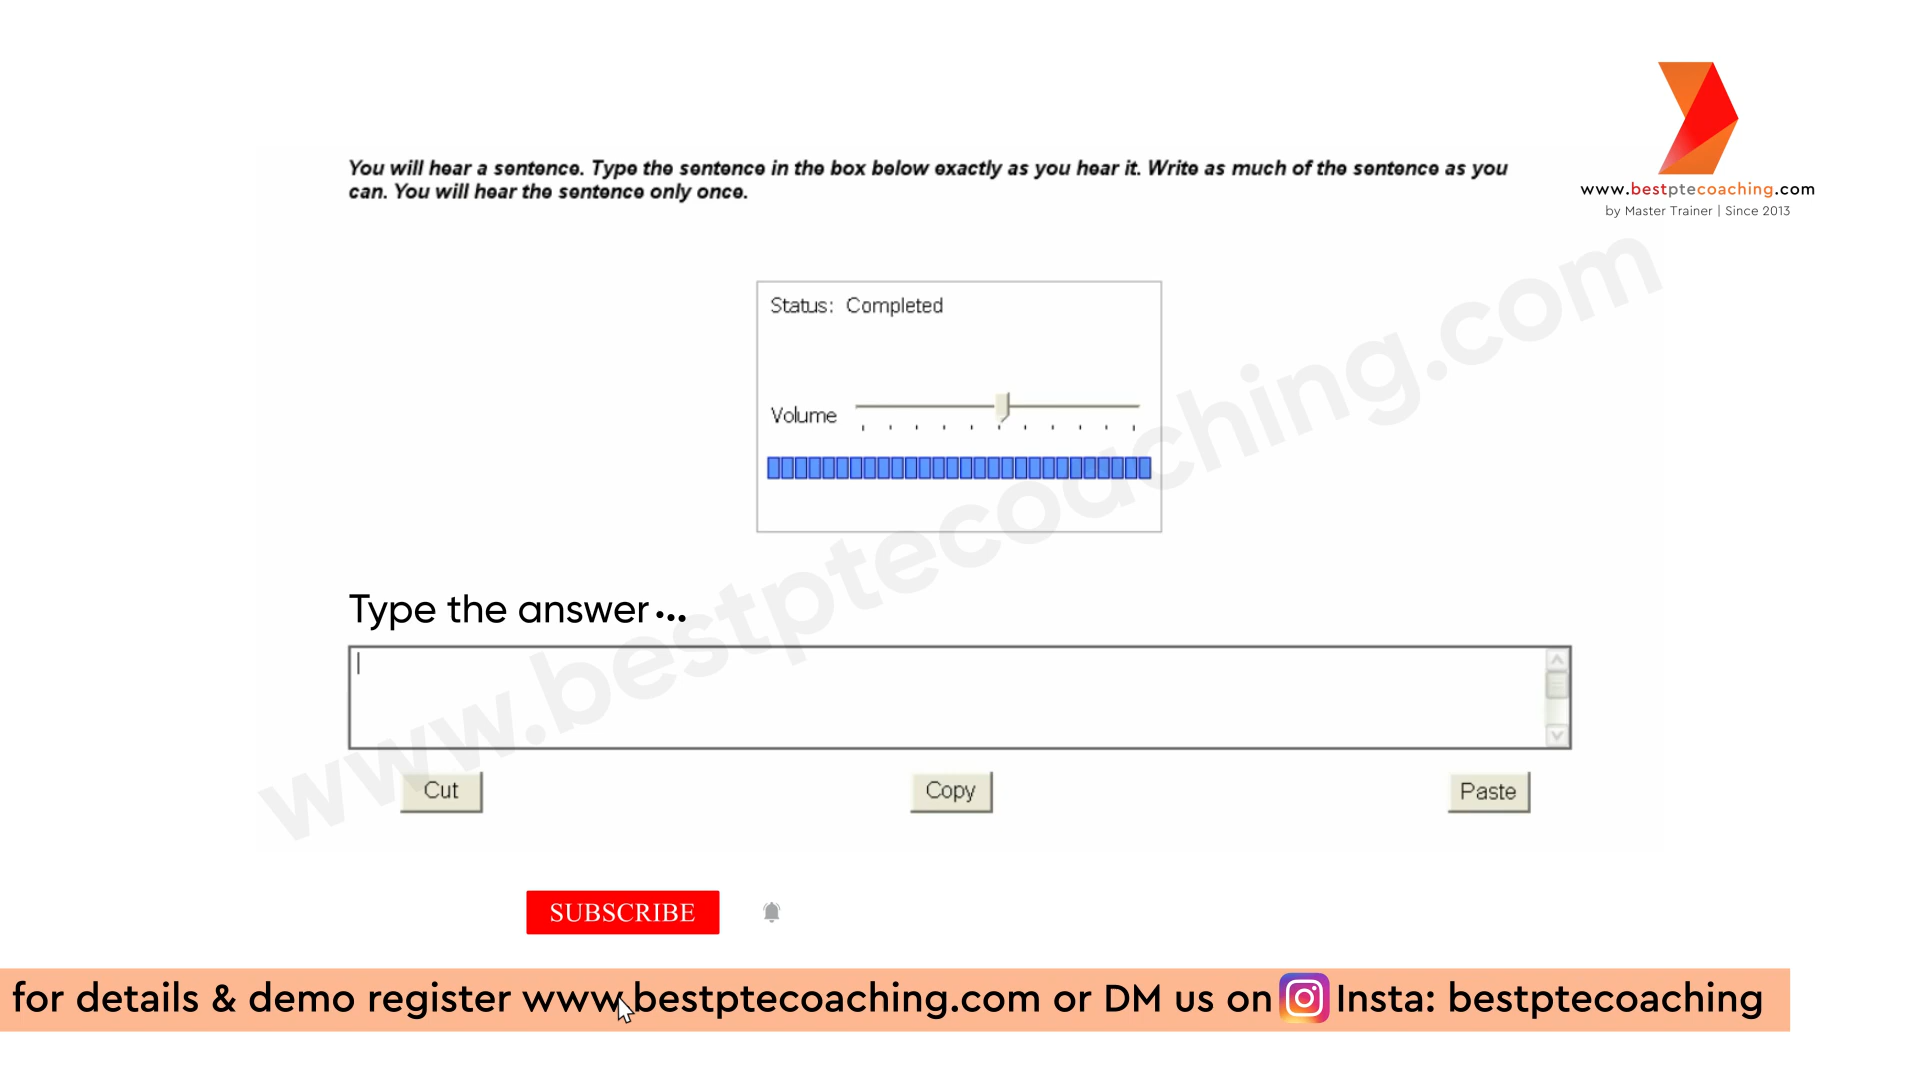 You will hear a sentence. Type the sentence in the box below exactly as you hear it. Write as much of the sentence as you
can. You will hear the sentence only once.
www.bestptecoaching.com
by Master Trainer | Since 2013
Status: Completed
Volume
www.bestptecoaching.com
Type the answer...
Cut
Copy
Paste
SUBSCRIBE
for details & demo register www.bestptecoaching.com or DM us on Insta: bestptecoaching